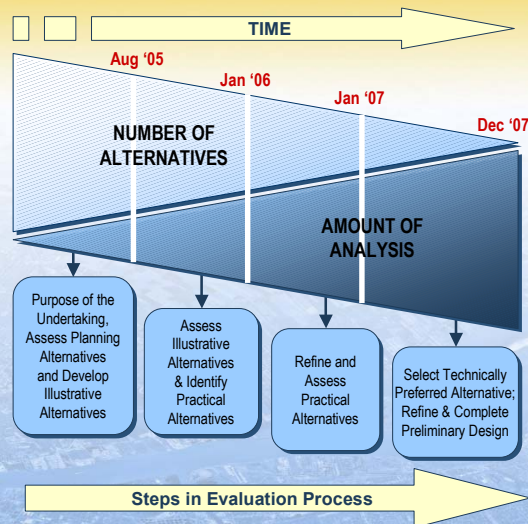 TIME
Aug ‘05
Jan ‘06
Jan ‘07
Dec ‘07
NUMBER OF
ALTERNATIVES
AMOUNT OF
ANALYSIS
Purpose of the
Undertaking,
Assess Planning
Alternatives
and Develop
Illustrative
Alternatives
Assess
Illustrative
Alternatives
& Identify
Practical
Alternatives
Refine and
Assess
Practical
Alternatives
Select Technically
Preferred Alternative;
Refine & Complete
Preliminary Design
Steps in Evaluation Process